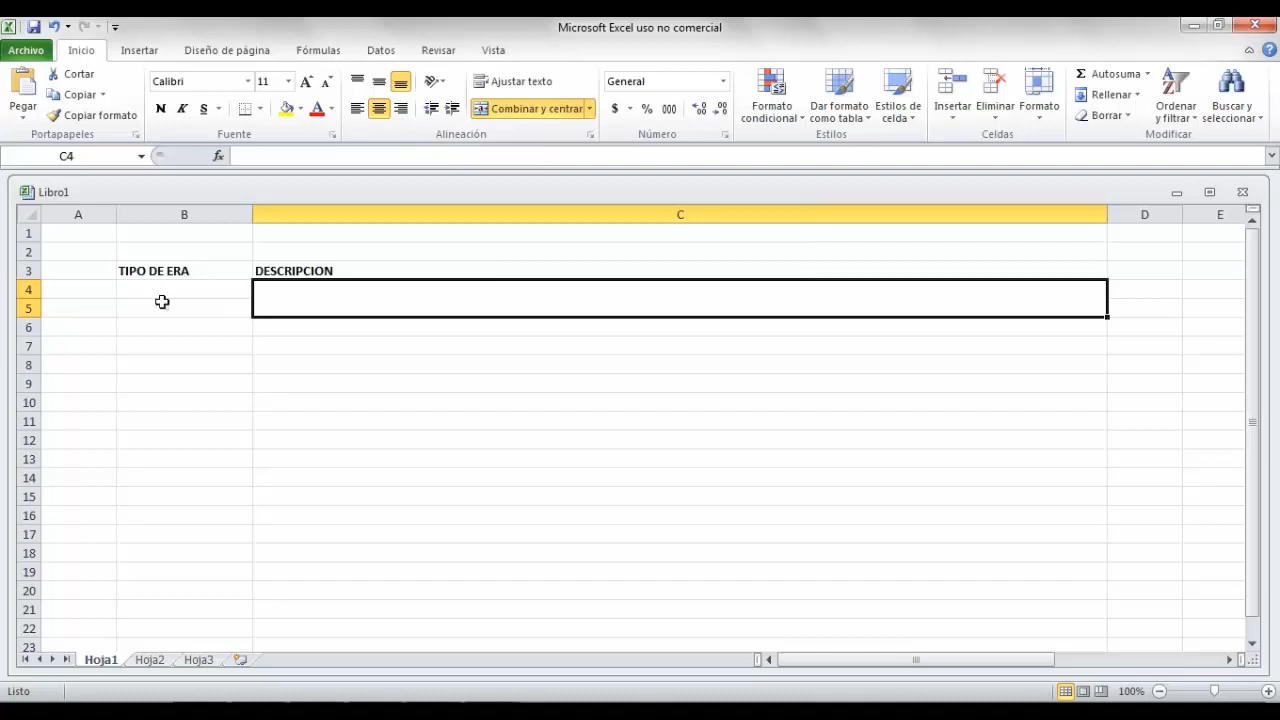 Microsoft Excel uso no comercial
Archivo Inicio Insertar Diseño de página Fórmulas Datos Revisar Vista
Pegar
Cortar
Copiar
Copiar formato
Portapapeles
Calibri 11
N K S A
Fuente
Ajustar texto
Combinar y centrar
Alineación
General
$ % 000
Número
Formato condicional
Dar formato como tabla
Estilos de celda
Estilos
Insertar
Eliminar
Formato
Celdas
Σ Autosuma
Rellenar
Borrar
Ordenar y filtrar
Buscar y seleccionar
Modificar
C4 fx
Libro1
A B C D E
1
2
3 TIPO DE ERA DESCRIPCION
4
5
6
7
8
9
10
11
12
13
14
15
16
17
18
19
20
21
22
23
Hoja1 Hoja2 Hoja3
Listo 100%